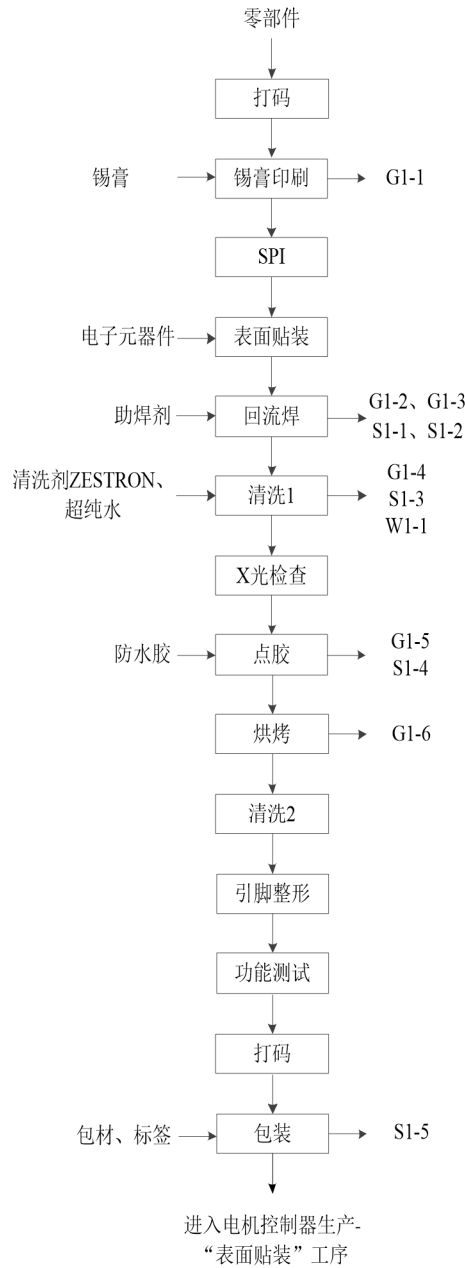 零部件
打码
锡膏
锡膏印刷
G1-1
SPI
电子元器件
表面贴装
助焊剂
回流焊
G1-2、G1-3
S1-1、S1-2
清洗剂ZESTRON、
超纯水
清洗1
G1-4
S1-3
W1-1
X光检查
防水胶
点胶
G1-5
S1-4
烘烤
G1-6
清洗2
引脚整形
功能测试
打码
包材、标签
包装
S1-5
进入电机控制器生产-
“表面贴装”工序